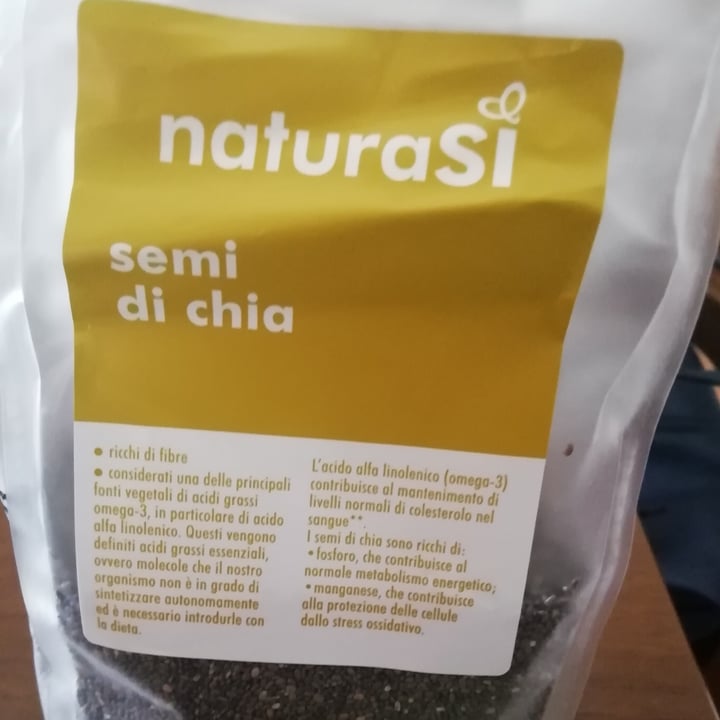 naturaSì
semi
di chia
• ricchi di fibre
• considerati una delle principali
fonti vegetali di acidi grassi
omega-3, in particolare di acido
alfa linolenico. Questi vengono
definiti acidi grassi essenziali,
ovvero molecole che il nostro
organismo non è in grado di
sintetizzare autonomamente
ed è necessario introdurle con
la dieta.
L'acido alfa linolenico (omega-3)
contribuisce al mantenimento di
livelli normali di colesterolo nel
sangue**.
I semi di chia sono ricchi di:
• fosforo, che contribuisce al
normale metabolismo energetico;
• manganese, che contribuisce
alla protezione delle cellule
dallo stress ossidativo.